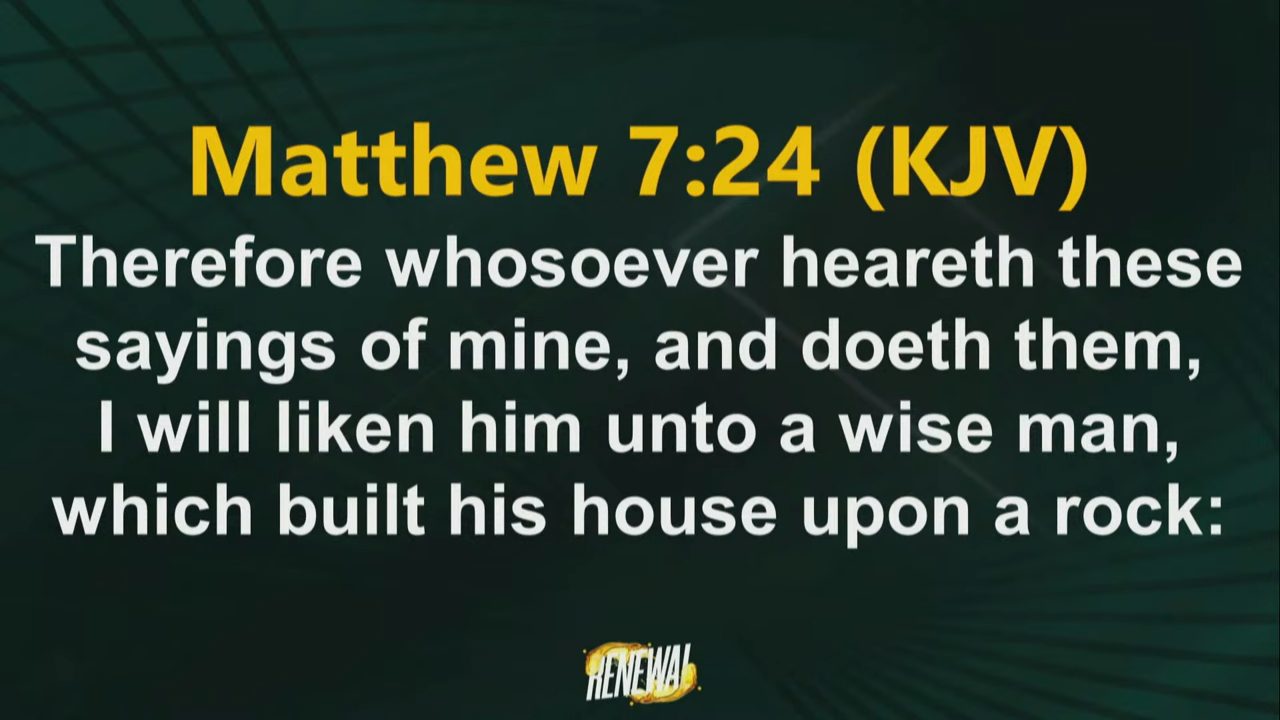 Matthew 7:24 (KJV)
Therefore whosoever heareth these
sayings of mine, and doeth them,
I will liken him unto a wise man,
which built his house upon a rock:
RENEWAL